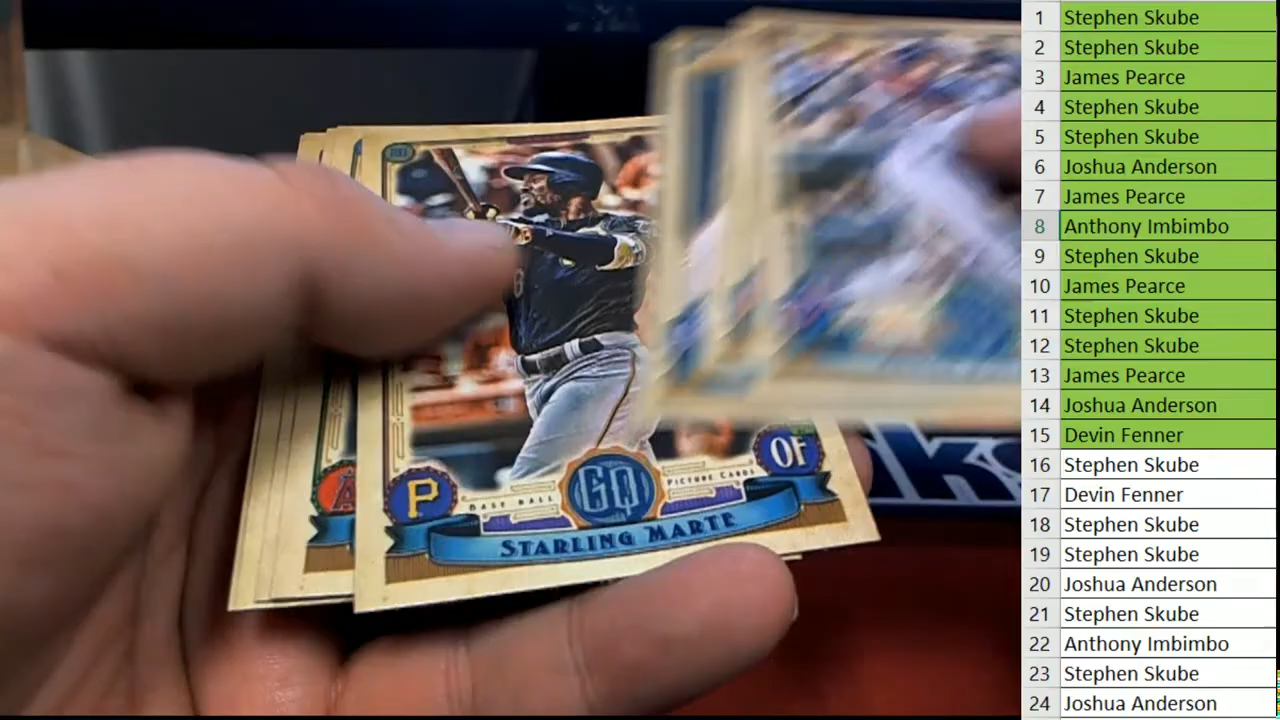 P
BASE BALL
GQ
PICTURE CARDS
OF
STARLING MARTE
A
ks
1 Stephen Skube
2 Stephen Skube
3 James Pearce
4 Stephen Skube
5 Stephen Skube
6 Joshua Anderson
7 James Pearce
8 Anthony Imbimbo
9 Stephen Skube
10 James Pearce
11 Stephen Skube
12 Stephen Skube
13 James Pearce
14 Joshua Anderson
15 Devin Fenner
16 Stephen Skube
17 Devin Fenner
18 Stephen Skube
19 Stephen Skube
20 Joshua Anderson
21 Stephen Skube
22 Anthony Imbimbo
23 Stephen Skube
24 Joshua Anderson